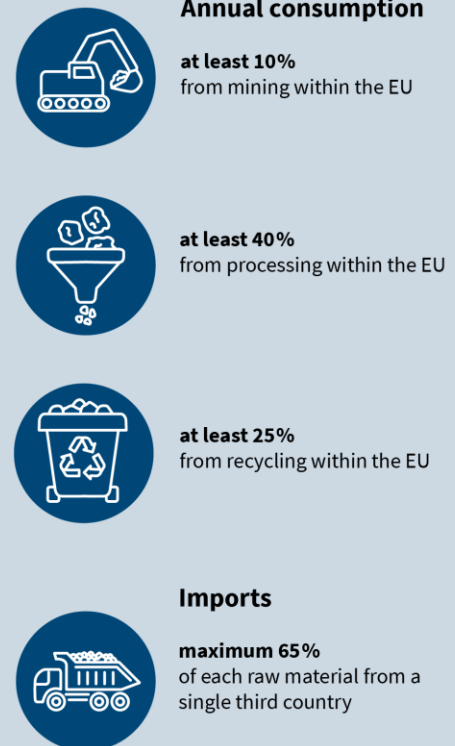 Annual consumption
at least 10%
from mining within the EU
at least 40%
from processing within the EU
at least 25%
from recycling within the EU
Imports
maximum 65%
of each raw material from a
single third country